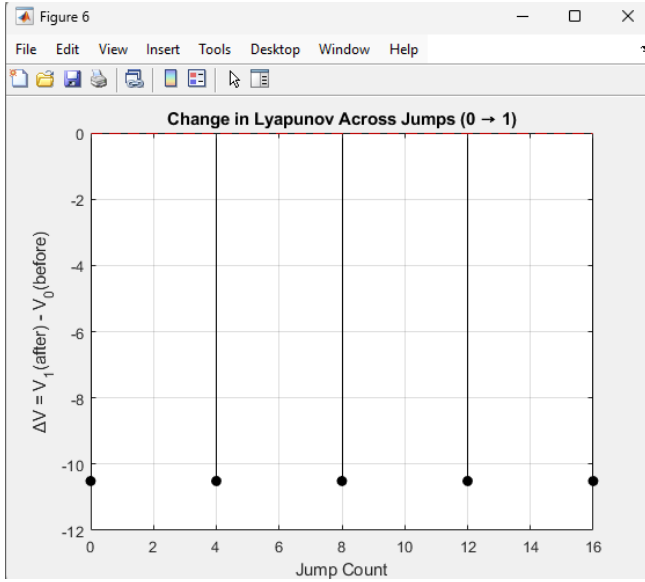 Figure 6
File Edit View Insert Tools Desktop Window Help
Change in Lyapunov Across Jumps (0 → 1)
0
-2
-4
-6
-8
-10
-12
ΔV = V₁(after) - V₀(before)
0 2 4 6 8 10 12 14 16
Jump Count